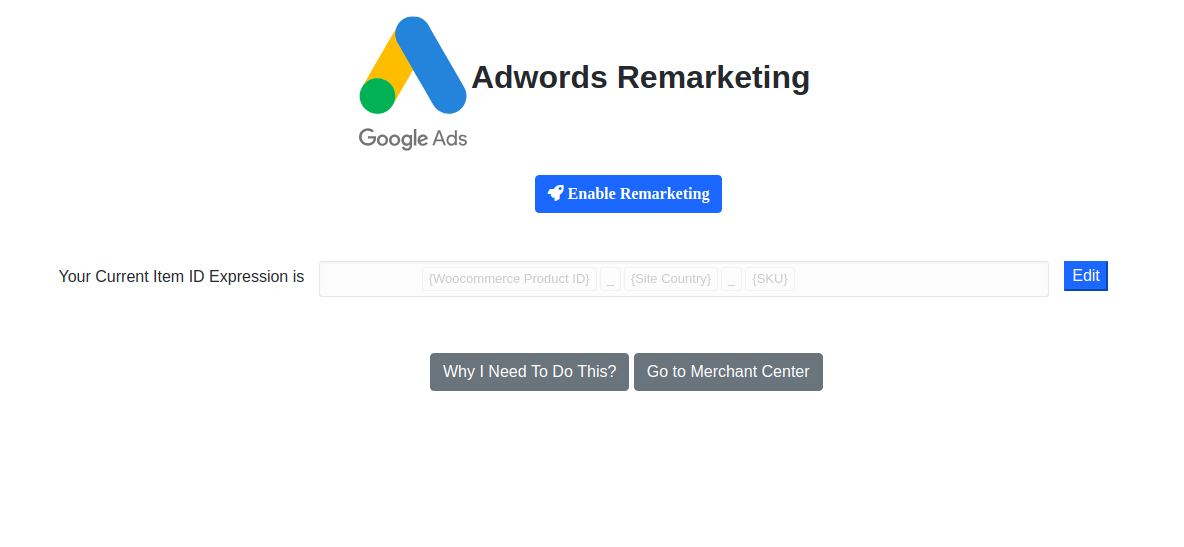 Adwords Remarketing
Google Ads
Enable Remarketing
Your Current Item ID Expression is {Woocommerce Product ID} _ {Site Country} _ {SKU} Edit
Why I Need To Do This? Go to Merchant Center